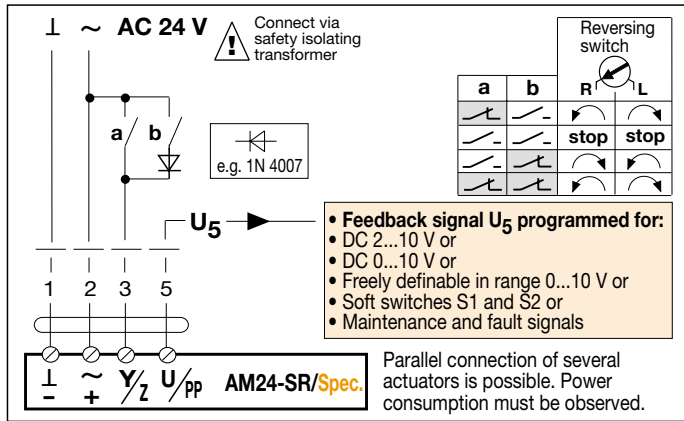 ⊥ ~ AC 24 V
Connect via
safety isolating
transformer
!
Reversing
switch
R L
a b
stop stop
a b
e.g. 1N 4007
U5
• Feedback signal U5 programmed for:
• DC 2...10 V or
• DC 0...10 V or
• Freely definable in range 0...10 V or
• Soft switches S1 and S2 or
• Maintenance and fault signals
1 2 3 5
⊥ ~ Y/Z U/PP AM24-SR/Spec.
– +
Parallel connection of several
actuators is possible. Power
consumption must be observed.